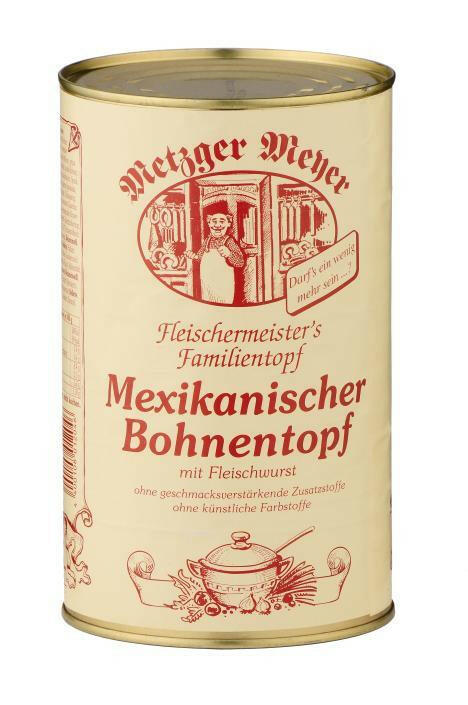 Metzger Meyer
Darf's ein wenig
mehr sein ...?
Fleischermeister's
Familientopf
Mexikanischer
Bohnentopf
mit Fleischwurst
ohne geschmacksverstärkende Zusatzstoffe
ohne künstliche Farbstoffe